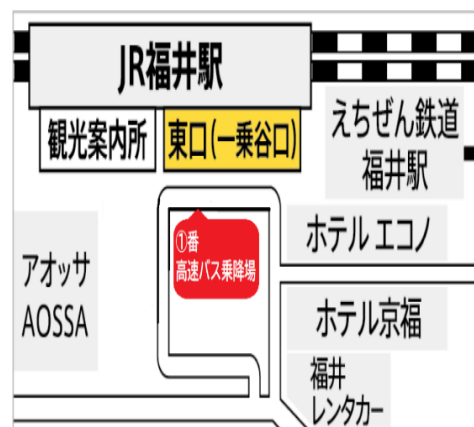 JR福井駅
観光案内所
東口(一乗谷口)
えちぜん鉄道
福井駅
①番
高速バス乗降場
ホテル エコノ
アオッサ
AOSSA
ホテル京福
福井
レンタカー